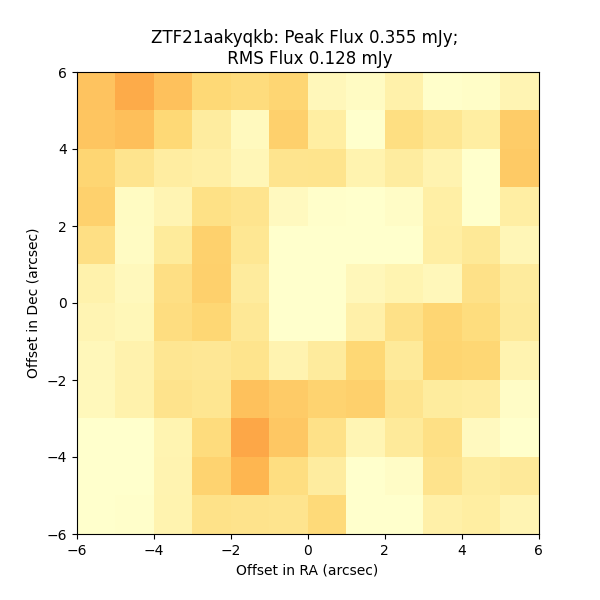 ZTF21aakyqkb: Peak Flux 0.355 mJy;
RMS Flux 0.128 mJy
6
4
2
0
−2
−4
−6
Offset in Dec (arcsec)
−6 −4 −2 0 2 4 6
Offset in RA (arcsec)